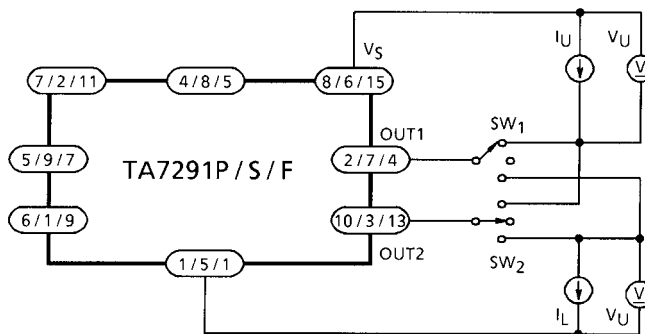 VS
IU
VU
V
7 / 2 / 11
4 / 8 / 5
8 / 6 / 15
OUT1
SW1
5 / 9 / 7
TA7291P / S / F
2 / 7 / 4
6 / 1 / 9
10 / 3 / 13
1 / 5 / 1
OUT2
SW2
IL
VU
V